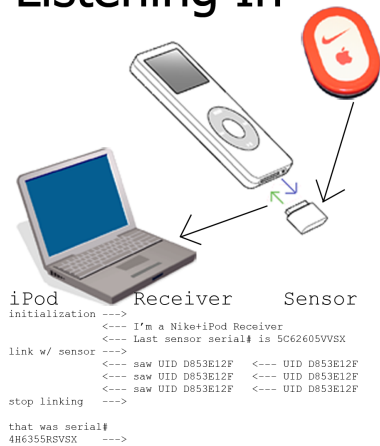 Listening In
iPod Receiver Sensor
initialization --->
<--- I'm a Nike+iPod Receiver
<--- Last sensor serial# is 5C62605VVSX
link w/ sensor --->
<--- saw UID D853E12F <--- UID D853E12F
<--- saw UID D853E12F <--- UID D853E12F
<--- saw UID D853E12F <--- UID D853E12F
stop linking --->
that was serial#
4H6355RSVSX --->